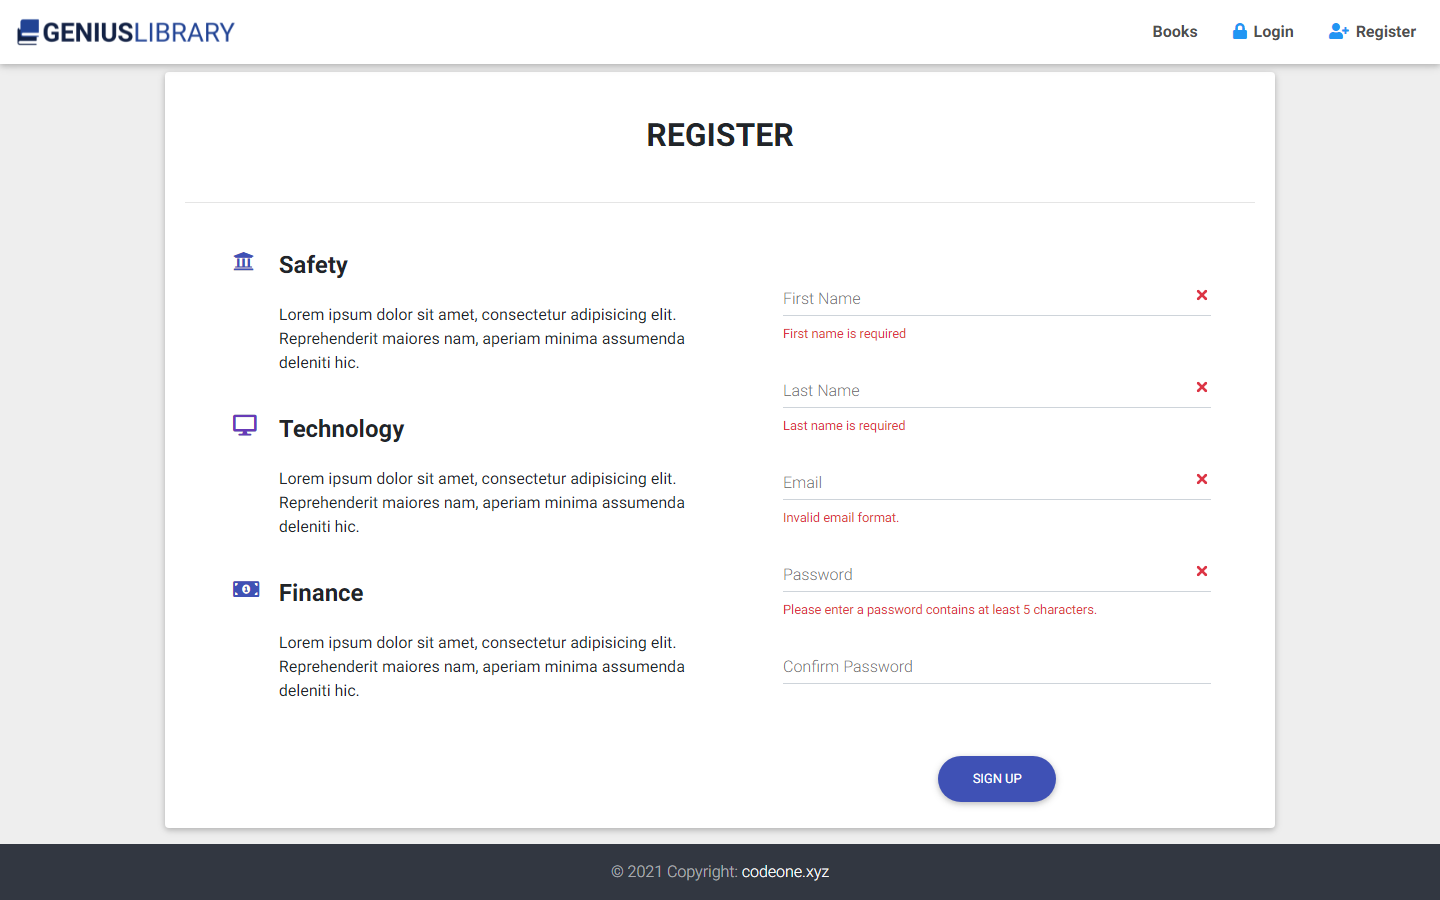 GENIUSLIBRARY
Books
Login
Register
REGISTER
Safety
Lorem ipsum dolor sit amet, consectetur adipisicing elit.
Reprehenderit maiores nam, aperiam minima assumenda
deleniti hic.
Technology
Lorem ipsum dolor sit amet, consectetur adipisicing elit.
Reprehenderit maiores nam, aperiam minima assumenda
deleniti hic.
Finance
Lorem ipsum dolor sit amet, consectetur adipisicing elit.
Reprehenderit maiores nam, aperiam minima assumenda
deleniti hic.
First Name
First name is required
Last Name
Last name is required
Email
Invalid email format.
Password
Please enter a password contains at least 5 characters.
Confirm Password
SIGN UP
© 2021 Copyright: codeone.xyz